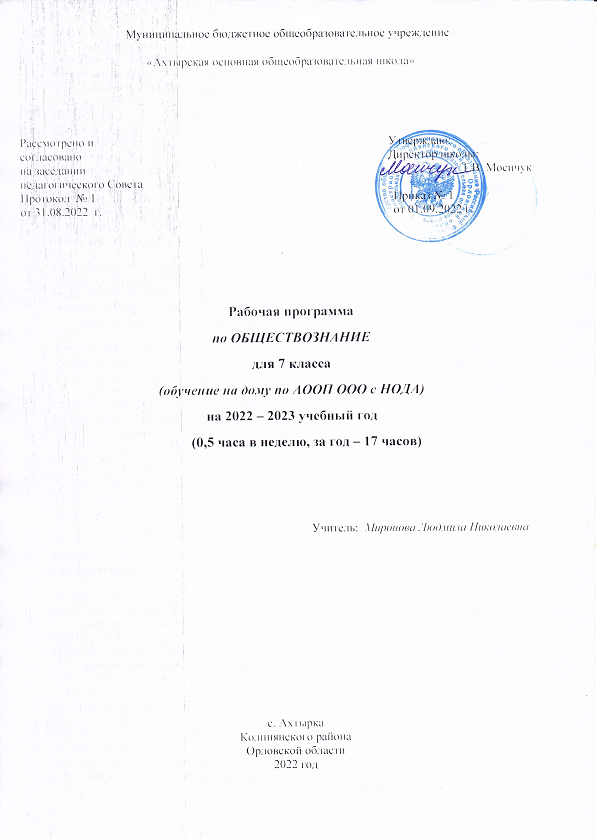 Муниципальное бюджетное общеобразовательное учреждение
«Ахтырская основная общеобразовательная школа»
Рассмотрено и
согласовано
на заседании
педагогического Совета
Протокол № 1
от 31.08.2022 г.
Утверждаю:
Директор школы:
Т.В. Мосичук
Приказ № 1
от 01.09.2022 г.
Рабочая программа
по ОБЩЕСТВОЗНАНИЕ
для 7 класса
(обучение на дому по АООП ООО с НОДА)
на 2022 – 2023 учебный год
(0,5 часа в неделю, за год – 17 часов)
Учитель: Миронова Людмила Николаевна
с. Ахтырка
Колпнянского района
Орловской области
2022 год